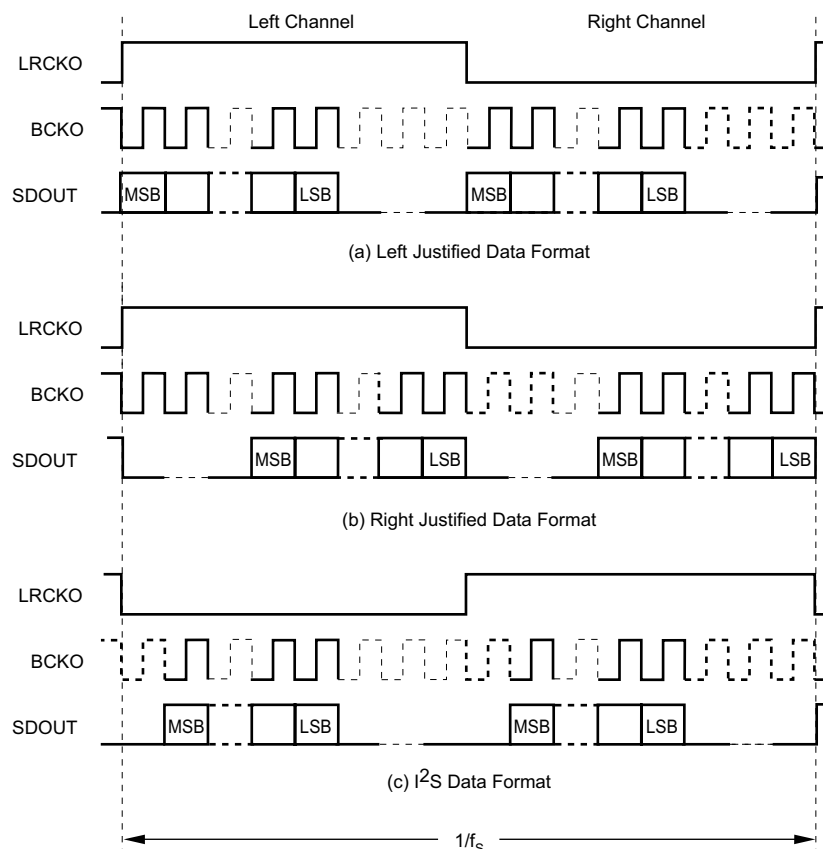 Left Channel Right Channel
LRCKO
BCKO
SDOUT MSB LSB MSB LSB
(a) Left Justified Data Format
LRCKO
BCKO
SDOUT MSB LSB MSB LSB
(b) Right Justified Data Format
LRCKO
BCKO
SDOUT MSB LSB MSB LSB
(c) I²S Data Format
1/fS